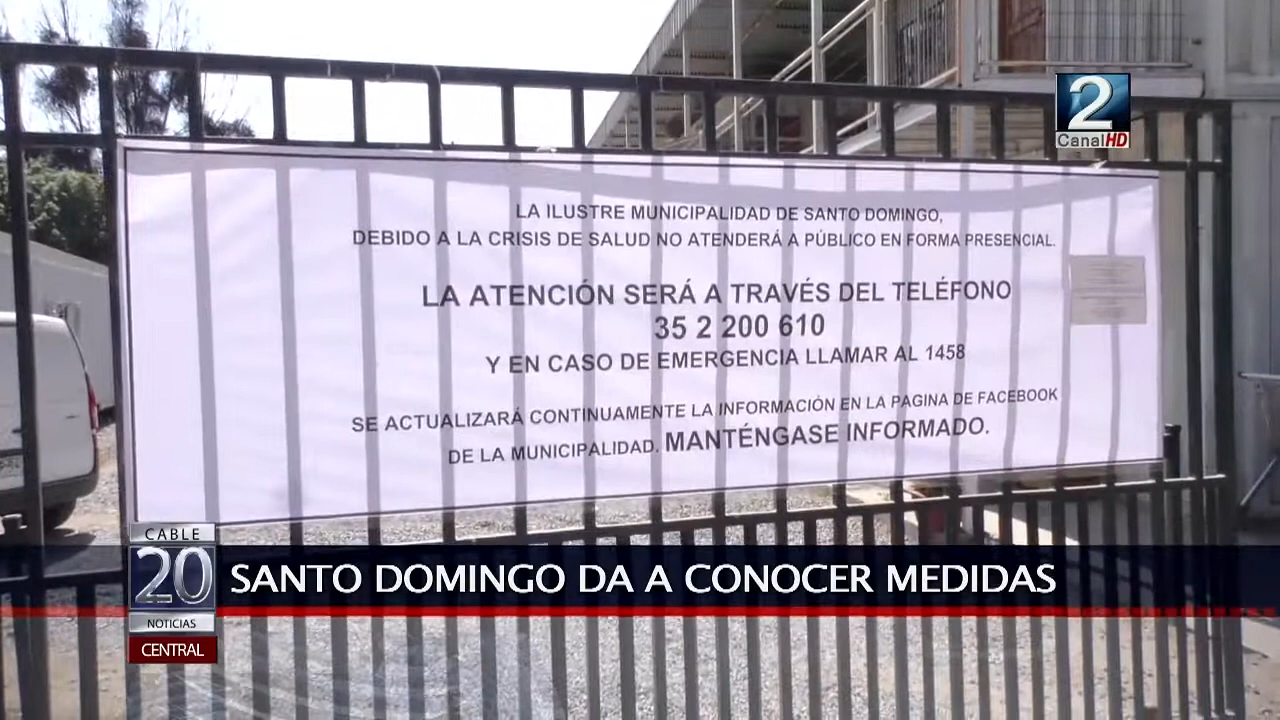 2
CanalHD
LA ILUSTRE MUNICIPALIDAD DE SANTO DOMINGO,
DEBIDO A LA CRISIS DE SALUD NO ATENDERÁ A PÚBLICO EN FORMA PRESENCIAL.
LA ATENCIÓN SERÁ A TRAVÉS DEL TELÉFONO
35 2 200 610
Y EN CASO DE EMERGENCIA LLAMAR AL 1458
SE ACTUALIZARÁ CONTINUAMENTE LA INFORMACIÓN EN LA PAGINA DE FACEBOOK
DE LA MUNICIPALIDAD. MANTÉNGASE INFORMADO.
CABLE
20
NOTICIAS
CENTRAL
SANTO DOMINGO DA A CONOCER MEDIDAS